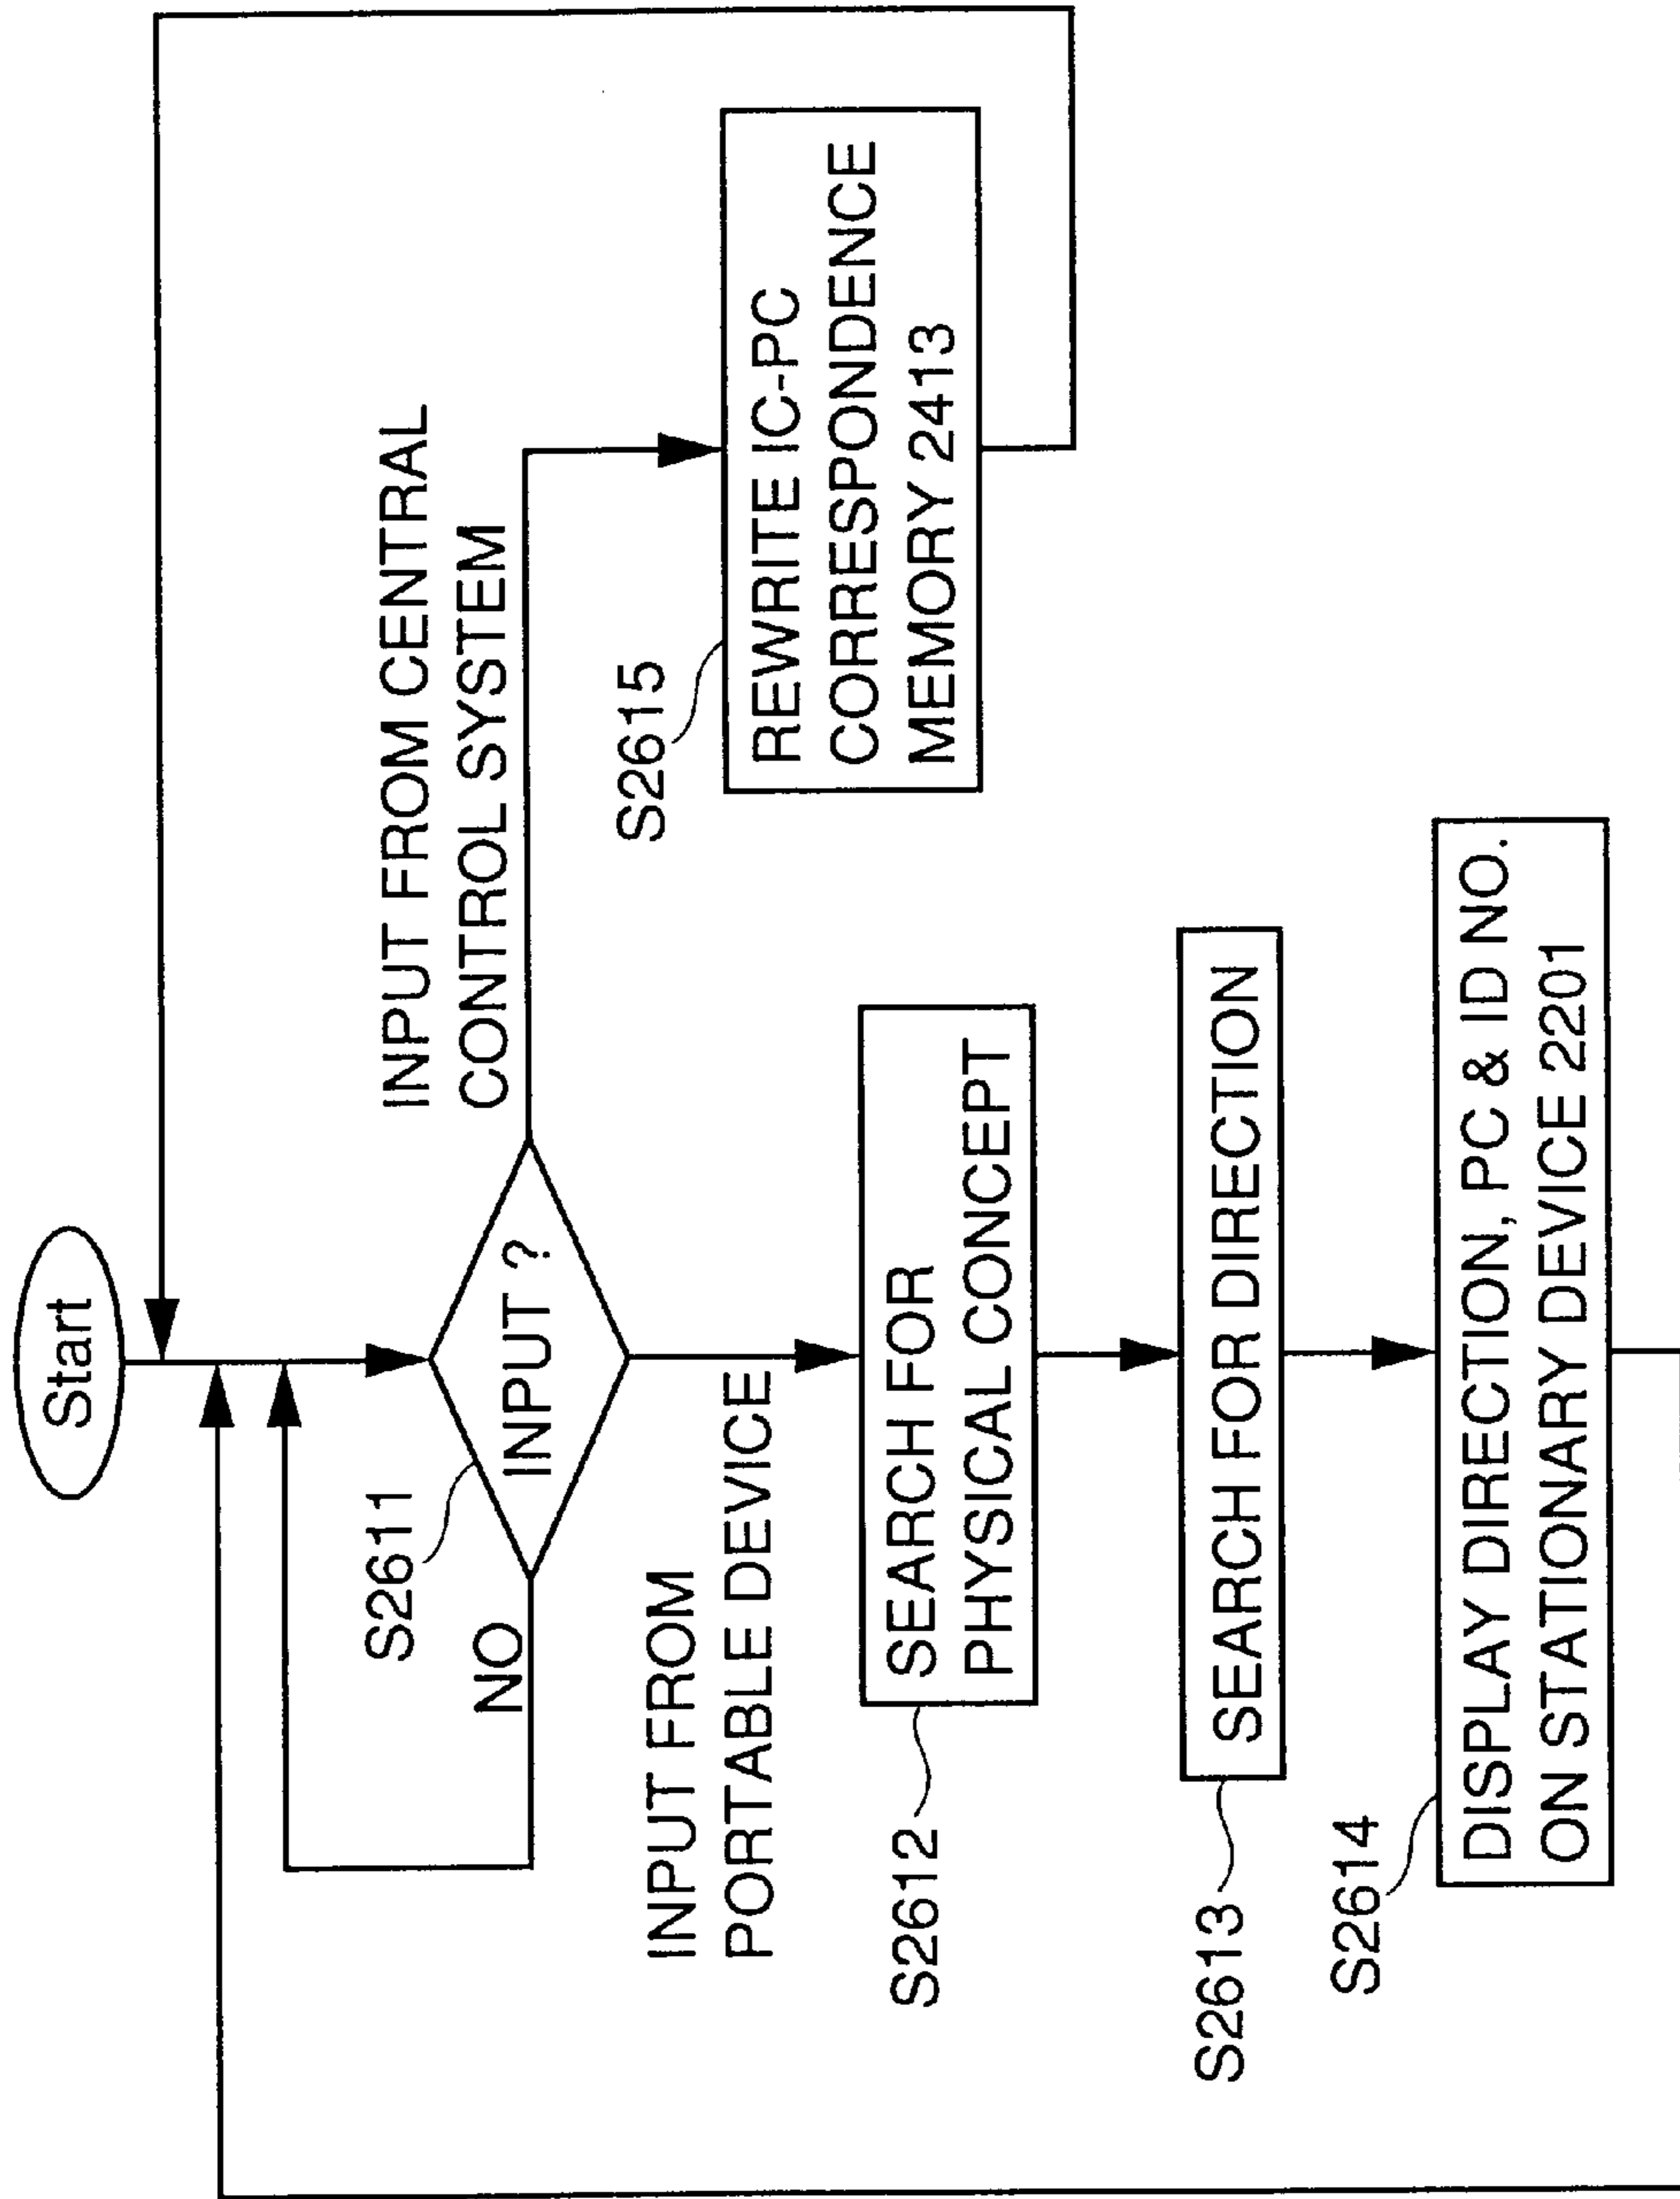 Start
S2611
INPUT ?
NO
INPUT FROM CENTRAL
CONTROL SYSTEM
INPUT FROM
PORTABLE DEVICE
S2615
REWRITE IC-PC
CORRESPONDENCE
MEMORY 2413
S2612
SEARCH FOR
PHYSICAL CONCEPT
S2613
SEARCH FOR DIRECTION
S2614
DISPLAY DIRECTION, PC & ID NO.
ON STATIONARY DEVICE 2201